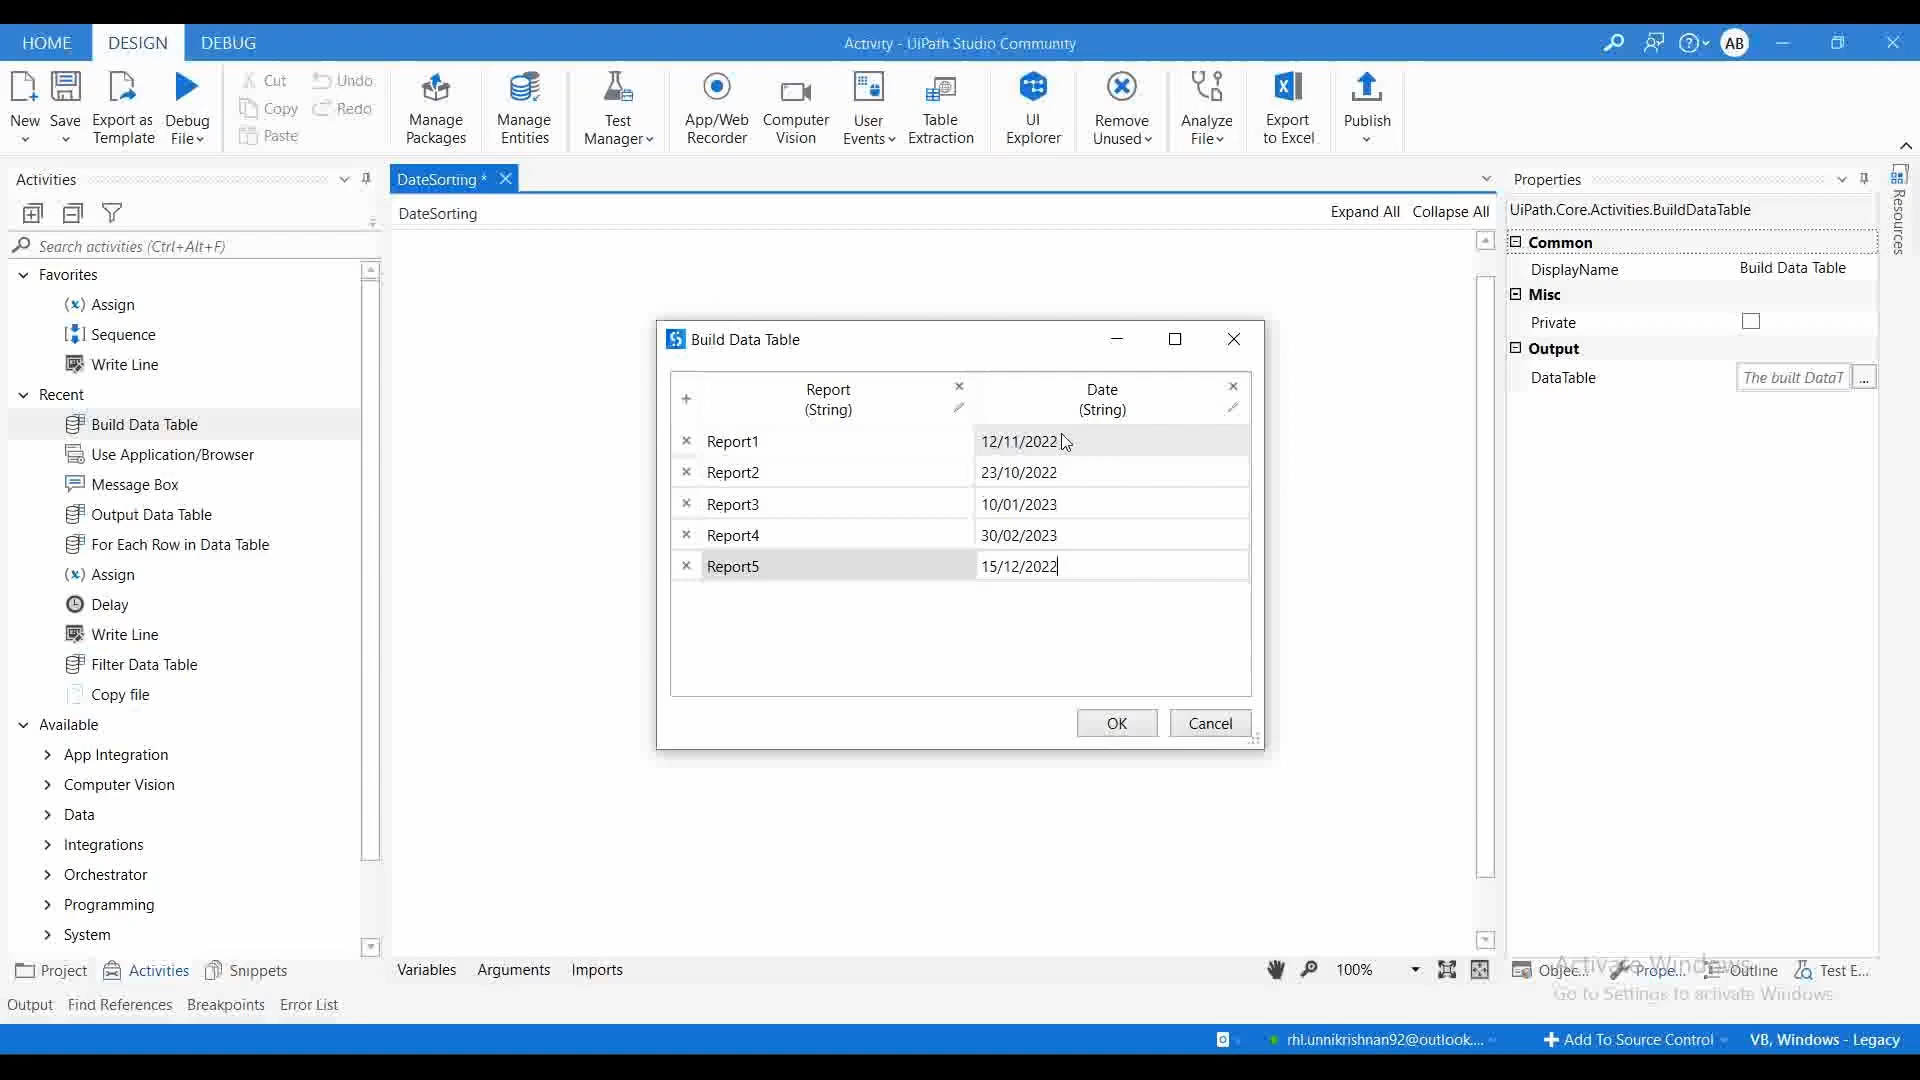 HOME DESIGN DEBUG Activity - UiPath Studio Community AB
New Save Export as Template Debug File Cut Copy Paste Undo Redo Manage Packages Manage Entities Test Manager App/Web Recorder Computer Vision User Events Table Extraction UI Explorer Remove Unused Analyze File Export to Excel Publish
Activities
Search activities (Ctrl+Alt+F)
Favorites
(x) Assign
Sequence
Write Line
Recent
Build Data Table
Use Application/Browser
Message Box
Output Data Table
For Each Row in Data Table
(x) Assign
Delay
Write Line
Filter Data Table
Copy file
Available
App Integration
Computer Vision
Data
Integrations
Orchestrator
Programming
System
Project Activities Snippets
Output Find References Breakpoints Error List
DateSorting *
DateSorting Expand All Collapse All
Build Data Table
Report (String) Date (String)
Report1 12/11/2022
Report2 23/10/2022
Report3 10/01/2023
Report4 30/02/2023
Report5 15/12/2022
OK Cancel
Variables Arguments Imports 100%
Properties
UiPath.Core.Activities.BuildDataTable
Common
DisplayName Build Data Table
Misc
Private
Output
DataTable The built DataT ...
Resources
Objec... Prope... Outline Test E...
Activate Windows
Go to Settings to activate Windows.
rhl.unnikrishnan92@outlook.... Add To Source Control VB, Windows - Legacy